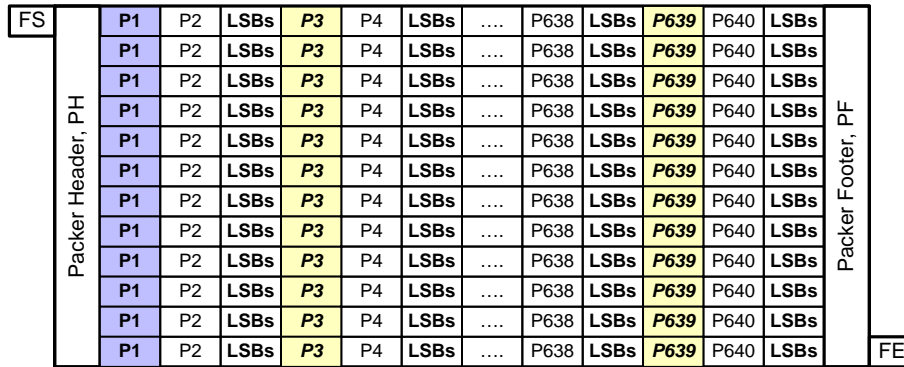 FS P1 P2 LSBs P3 P4 LSBs .... P638 LSBs P639 P640 LSBs
P1 P2 LSBs P3 P4 LSBs .... P638 LSBs P639 P640 LSBs
P1 P2 LSBs P3 P4 LSBs .... P638 LSBs P639 P640 LSBs
P1 P2 LSBs P3 P4 LSBs .... P638 LSBs P639 P640 LSBs
P1 P2 LSBs P3 P4 LSBs .... P638 LSBs P639 P640 LSBs
P1 P2 LSBs P3 P4 LSBs .... P638 LSBs P639 P640 LSBs
P1 P2 LSBs P3 P4 LSBs .... P638 LSBs P639 P640 LSBs
P1 P2 LSBs P3 P4 LSBs .... P638 LSBs P639 P640 LSBs
P1 P2 LSBs P3 P4 LSBs .... P638 LSBs P639 P640 LSBs
P1 P2 LSBs P3 P4 LSBs .... P638 LSBs P639 P640 LSBs
P1 P2 LSBs P3 P4 LSBs .... P638 LSBs P639 P640 LSBs
P1 P2 LSBs P3 P4 LSBs .... P638 LSBs P639 P640 LSBs FE
Packer Header, PH
Packer Footer, PF